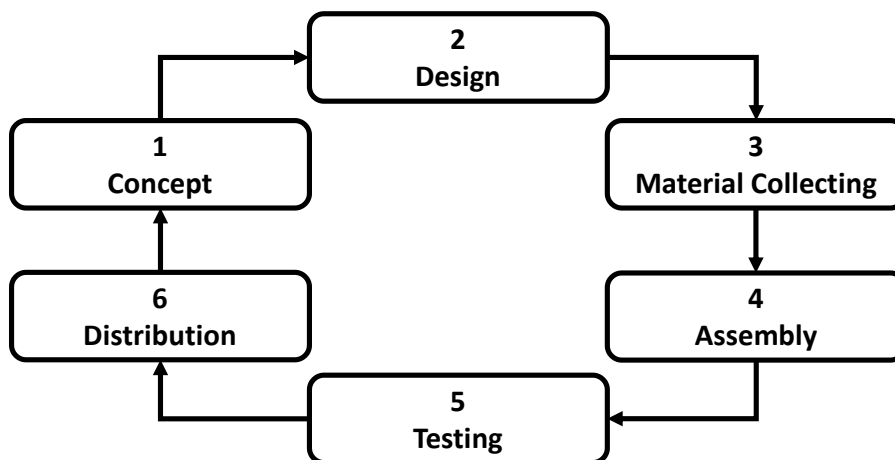 1
Concept
2
Design
3
Material Collecting
4
Assembly
5
Testing
6
Distribution